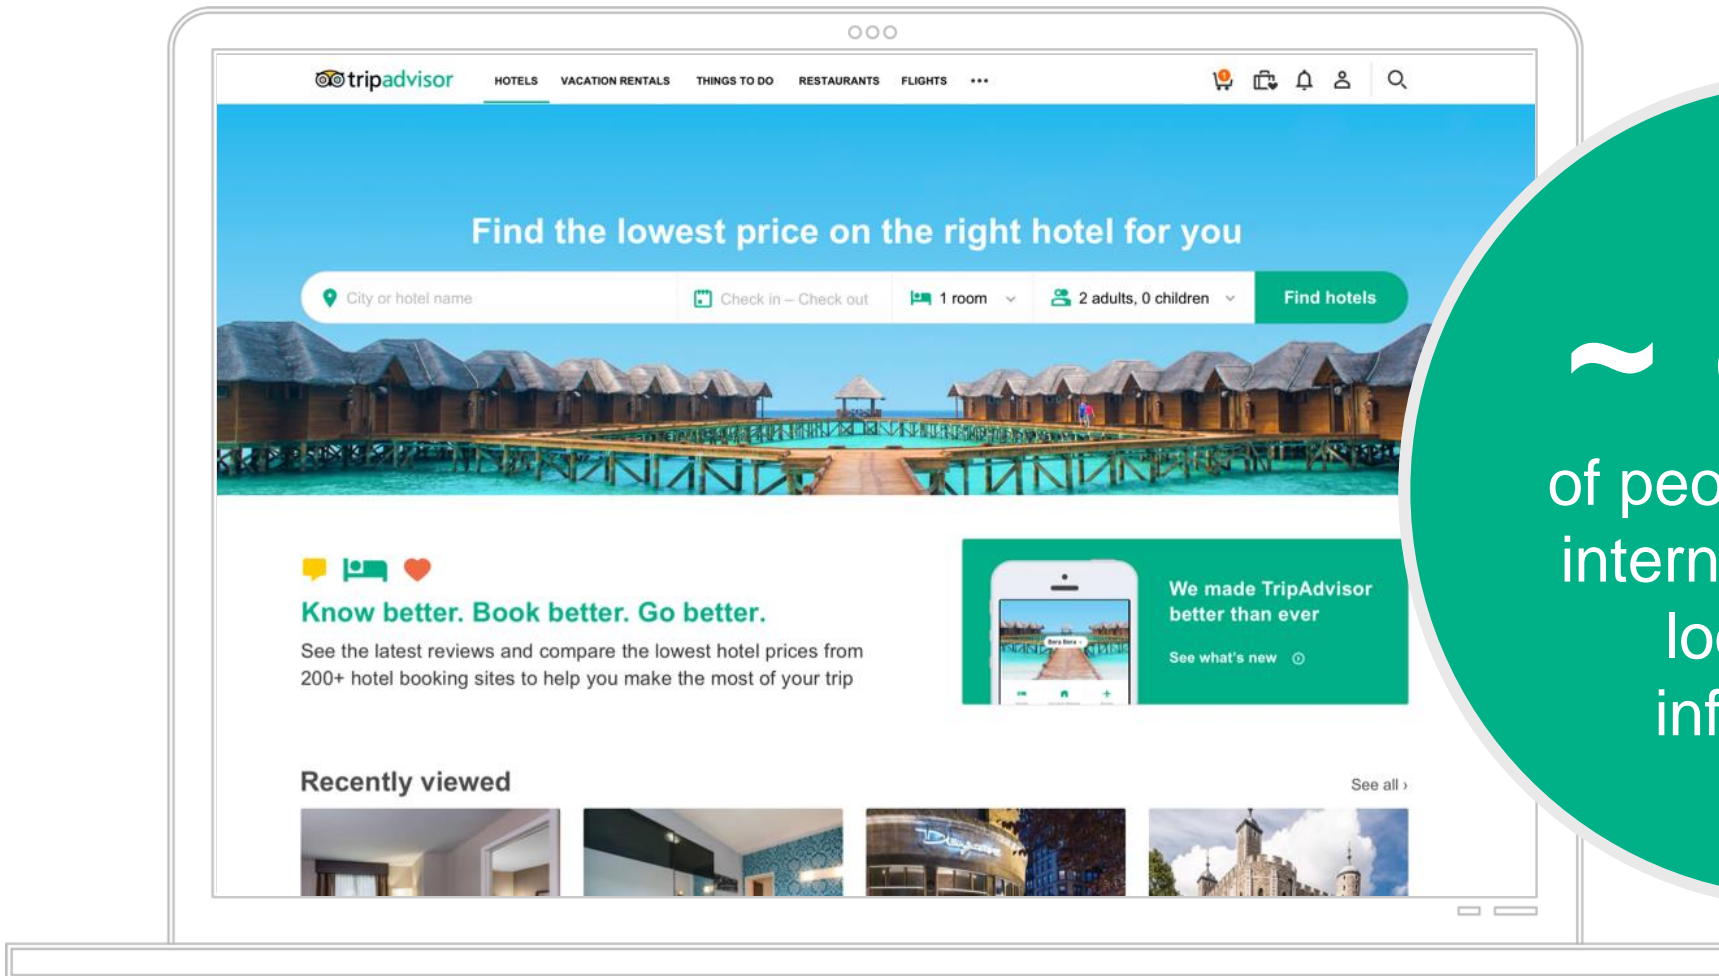 tripadvisor HOTELS VACATION RENTALS THINGS TO DO RESTAURANTS FLIGHTS ••• 1
Find the lowest price on the right hotel for you
City or hotel name Check in – Check out 1 room 2 adults, 0 children Find hotels
~
of peo
intern
lo
inf
Know better. Book better. Go better.
See the latest reviews and compare the lowest hotel prices from
200+ hotel booking sites to help you make the most of your trip
We made TripAdvisor
better than ever
See what's new
Bora Bora
Recently viewed See all ›